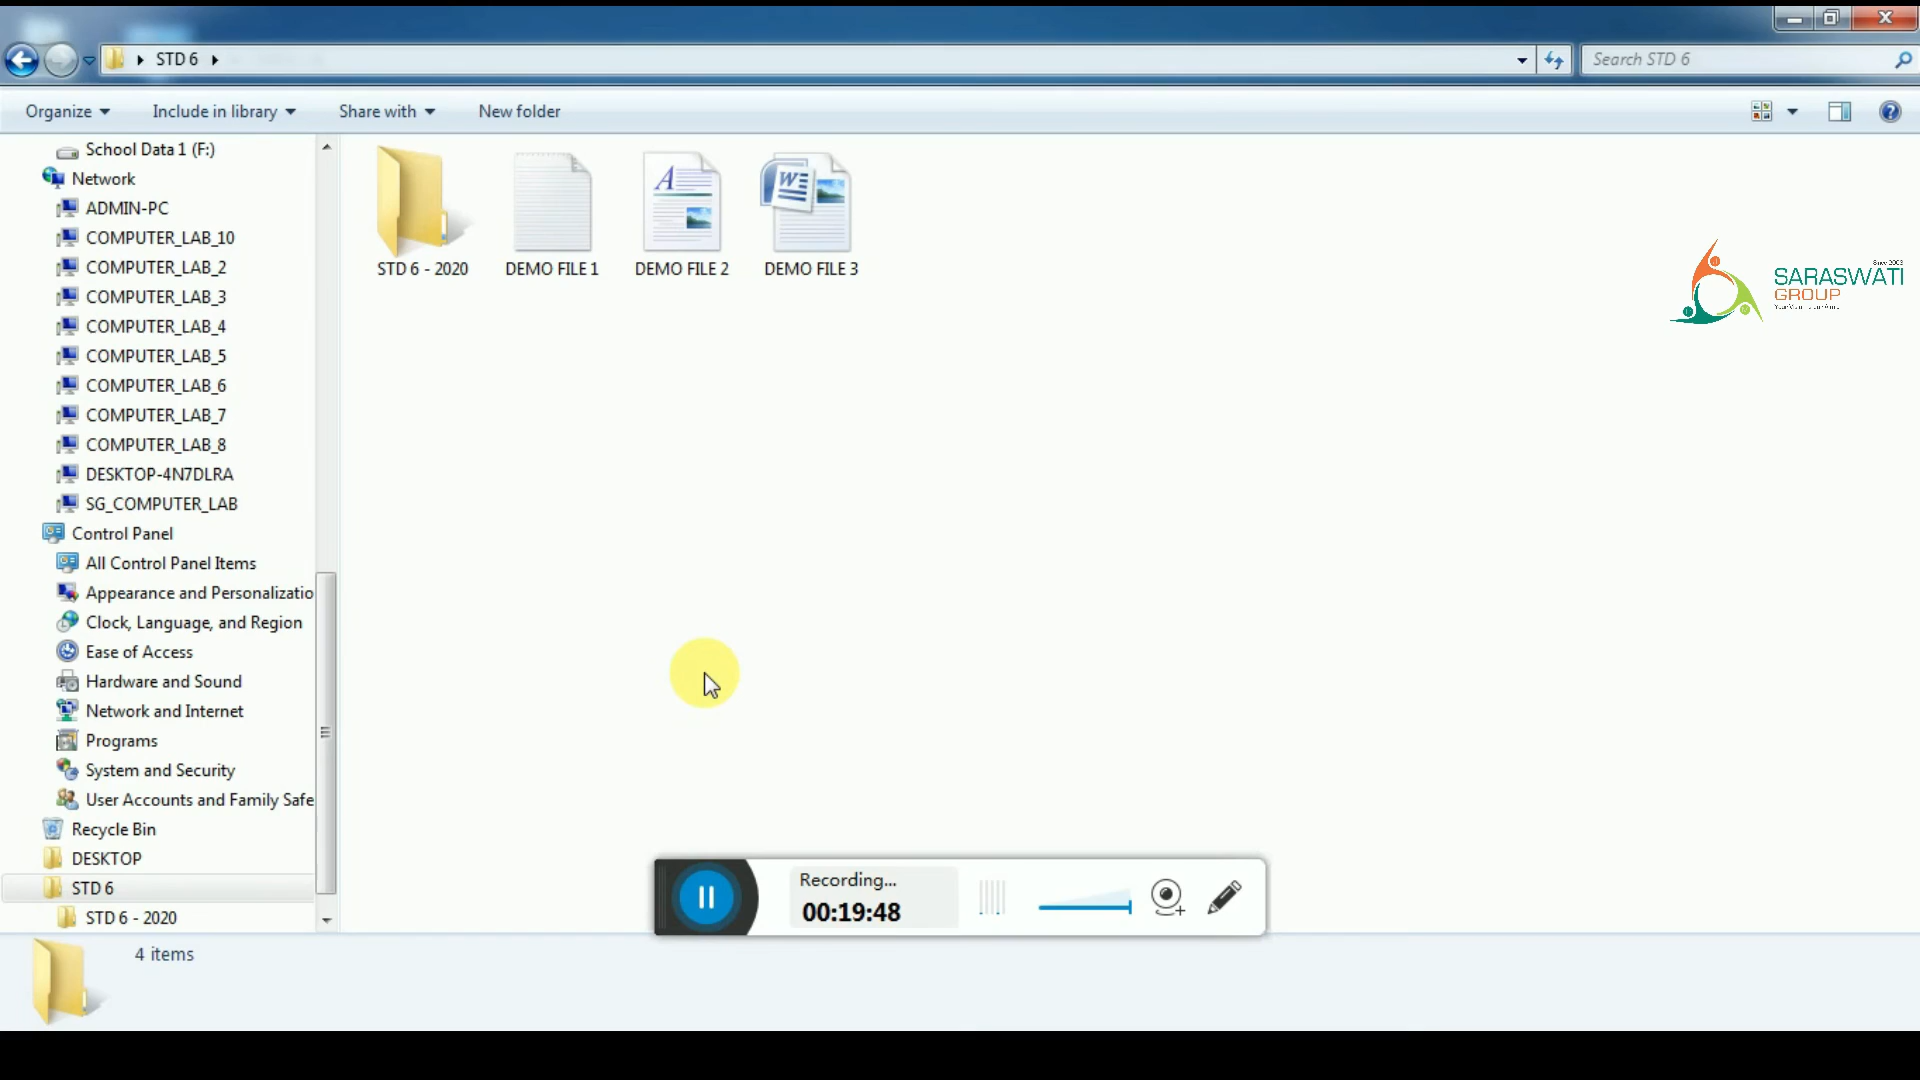 STD 6
Search STD 6
Organize
Include in library
Share with
New folder
School Data 1 (F:)
Network
ADMIN-PC
COMPUTER_LAB_10
COMPUTER_LAB_2
COMPUTER_LAB_3
COMPUTER_LAB_4
COMPUTER_LAB_5
COMPUTER_LAB_6
COMPUTER_LAB_7
COMPUTER_LAB_8
DESKTOP-4N7DLRA
SG_COMPUTER_LAB
Control Panel
All Control Panel Items
Appearance and Personalizatio
Clock, Language, and Region
Ease of Access
Hardware and Sound
Network and Internet
Programs
System and Security
User Accounts and Family Safe
Recycle Bin
DESKTOP
STD 6
STD 6 - 2020
STD 6 - 2020
DEMO FILE 1
DEMO FILE 2
DEMO FILE 3
SARASWATI
GROUP
Recording...
00:19:48
4 items